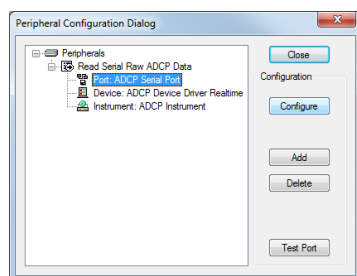 Peripheral Configuration Dialog
Peripherals
Read Serial Raw ADCP Data
Port: ADCP Serial Port
Device: ADCP Device Driver Realtime
Instrument: ADCP Instrument
Close
Configuration
Configure
Add
Delete
Test Port